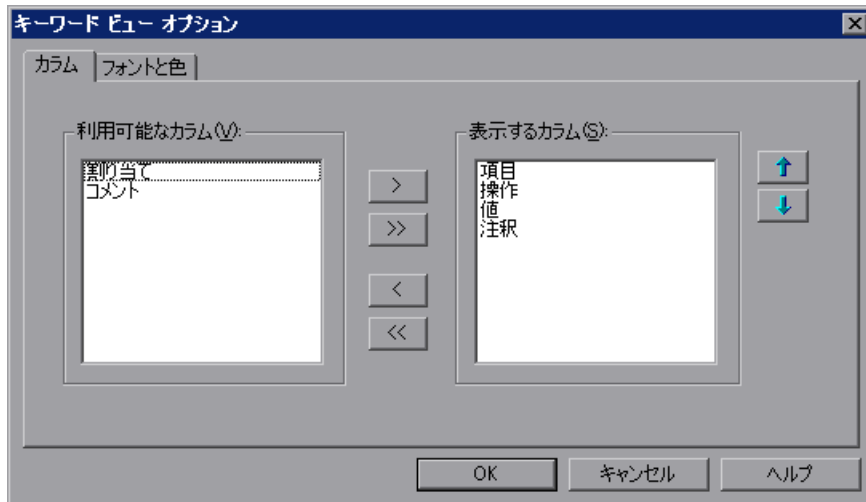 キーワード ビュー オプション
カラム
フォントと色
利用可能なカラム(V):
割り当て
コメント
>
>>
<
<<
表示するカラム(S):
項目
操作
値
注釈
OK
キャンセル
ヘルプ